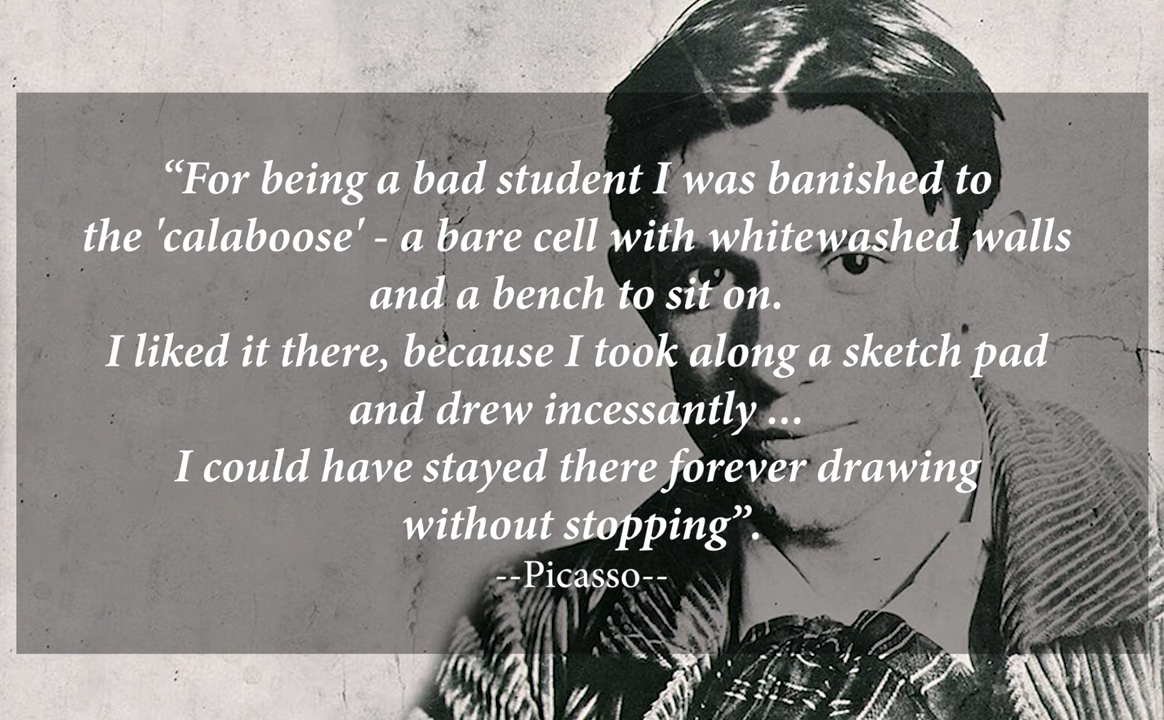 “For being a bad student I was banished to
the 'calaboose' - a bare cell with whitewashed walls
and a bench to sit on.
I liked it there, because I took along a sketch pad
and drew incessantly ...
I could have stayed there forever drawing
without stopping”.
--Picasso--